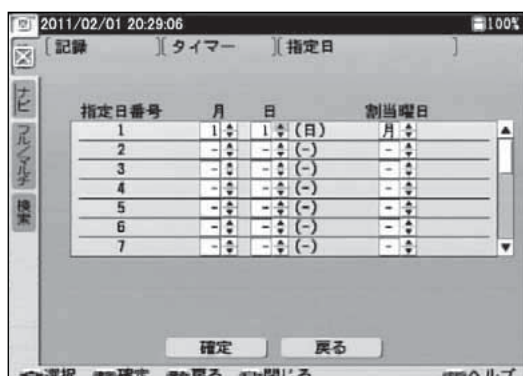 2011/02/01 20:29:06 100%
[記録 ][タイマー ][指定日 ]
ナビ
フル/マルチ
検索
指定日番号 月 日 割当曜日
1 1 1 (日) 月
2 - - (-) -
3 - - (-) -
4 - - (-) -
5 - - (-) -
6 - - (-) -
7 - - (-) -
確定 戻る
選択 確定 戻る 閉じる ヘルプ